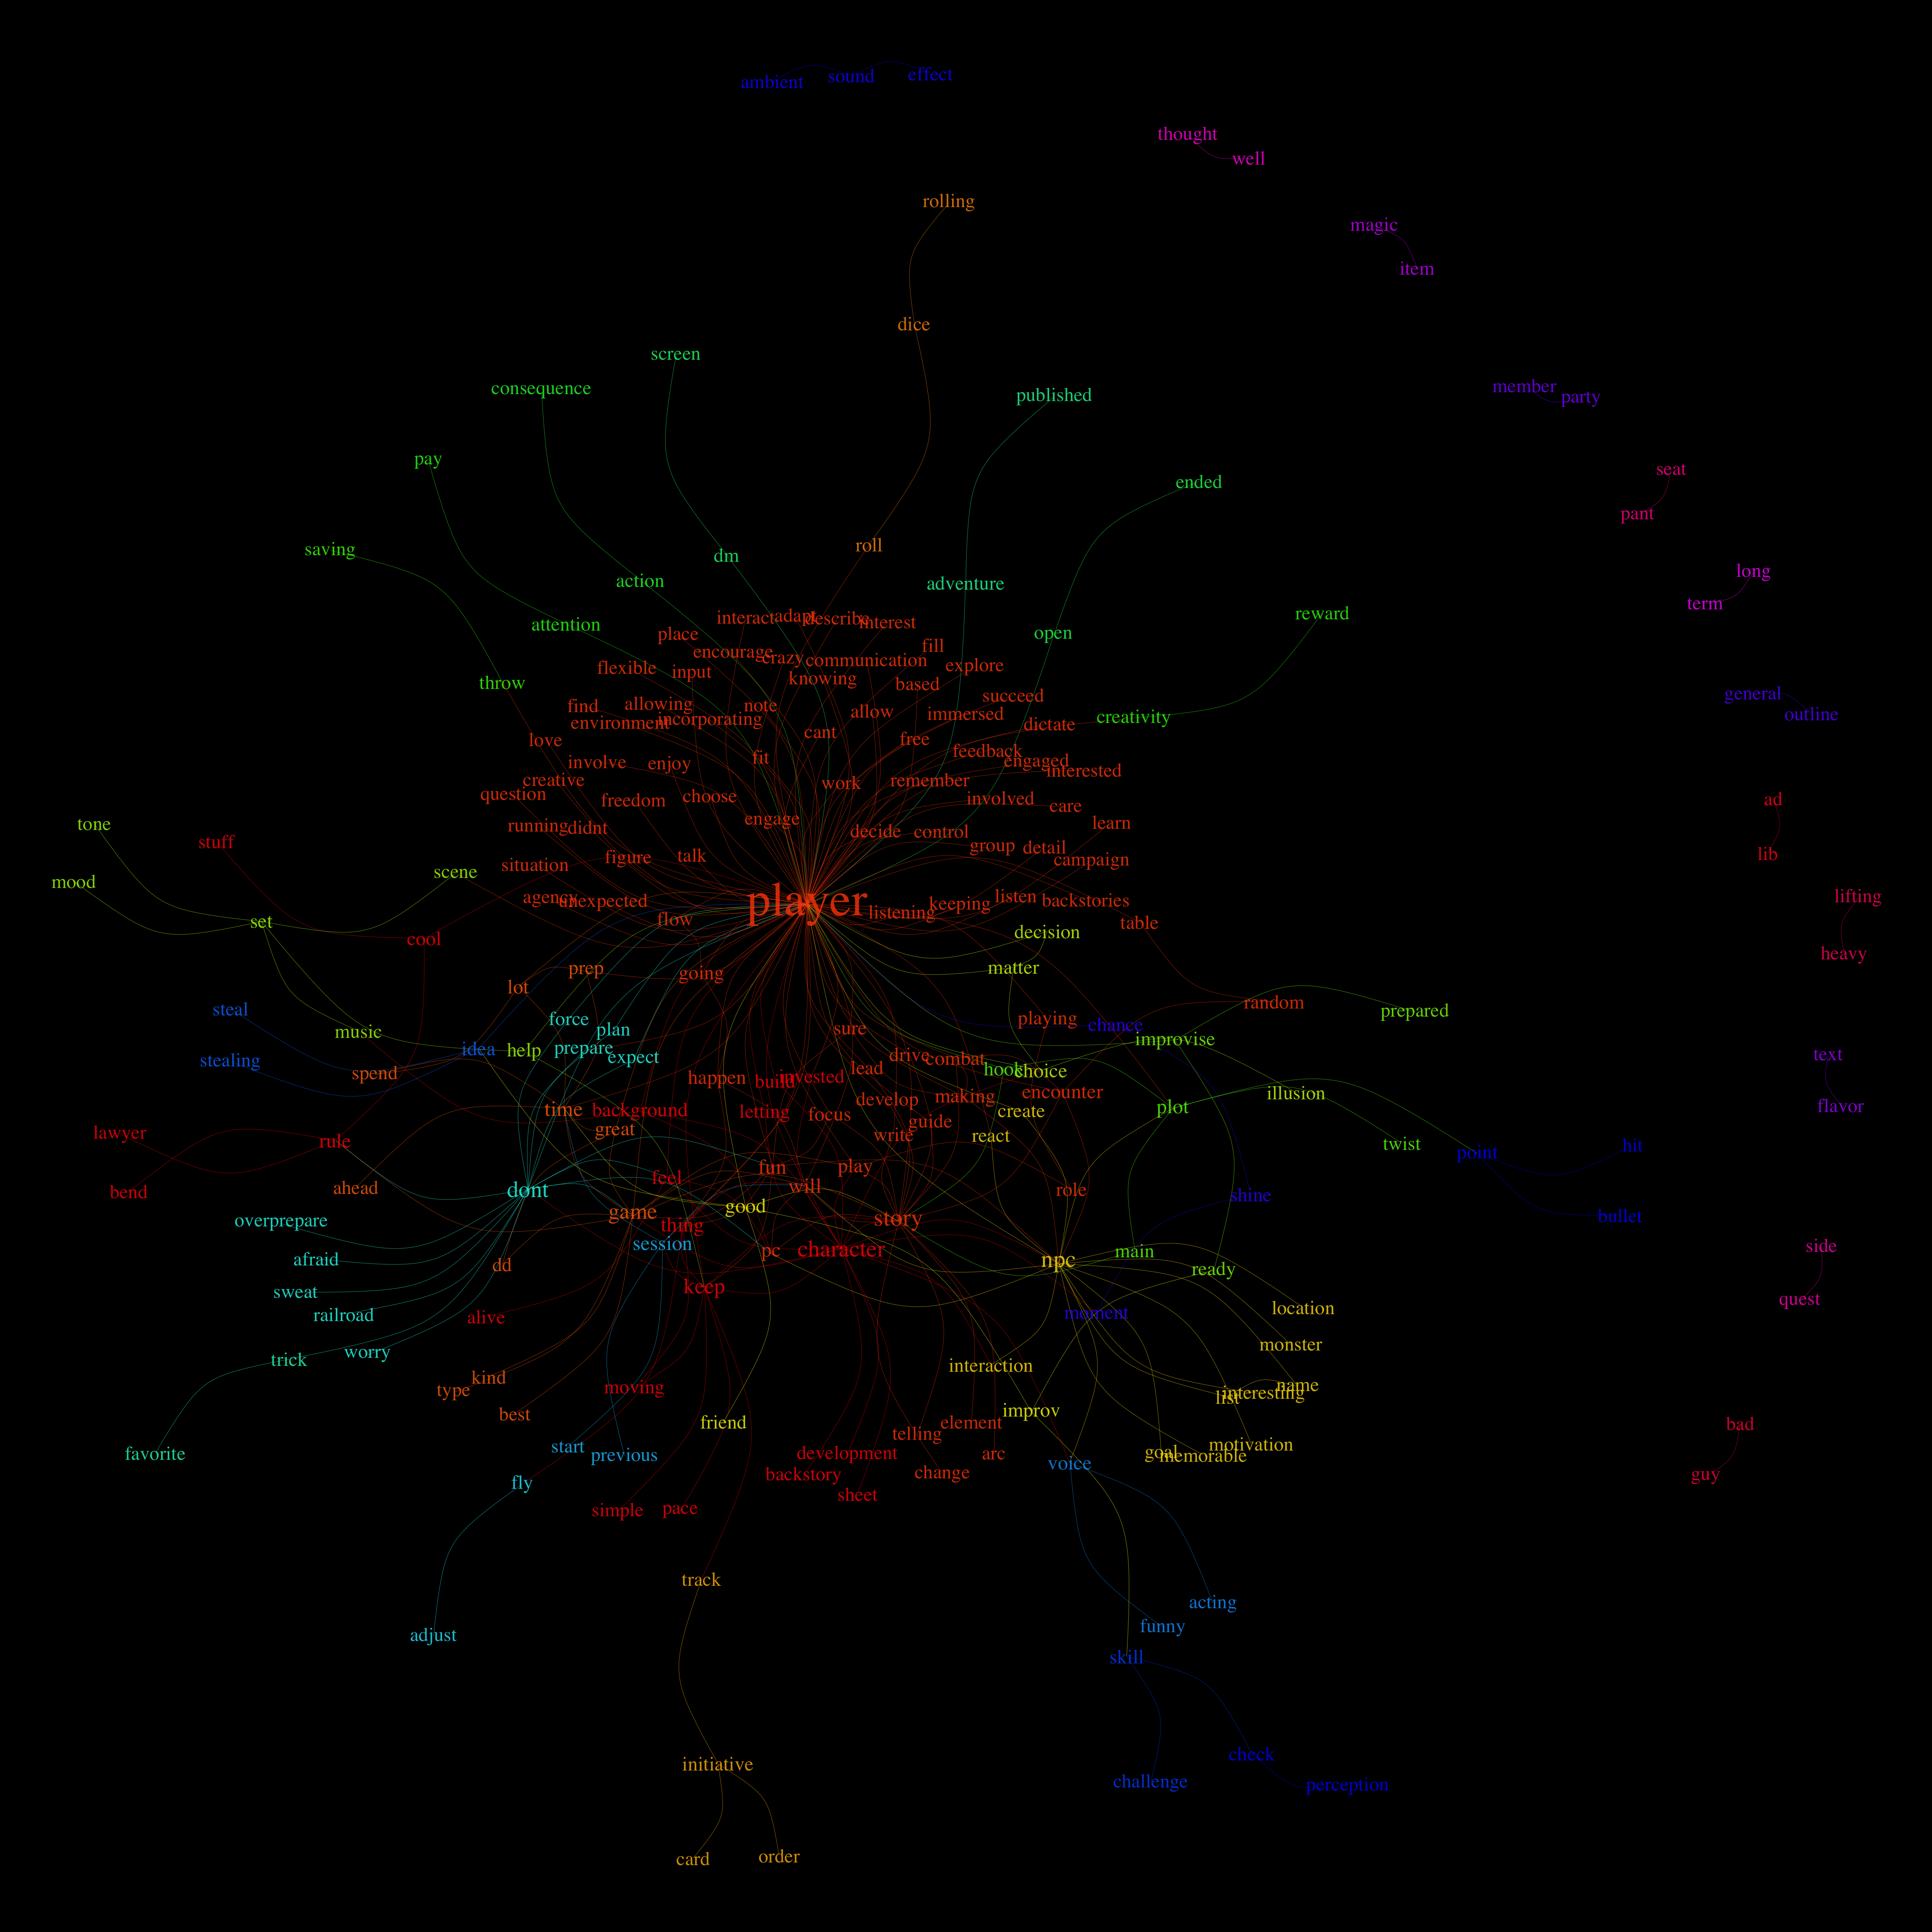 ambient sound effect
thought
well
rolling
magic
item
dice
screen
consequence
published
member party
pay
seat
ended
pant
saving
roll
dm
action
adventure
long
term
attention
reward
interact adapt describe interest
place
open
encourage crazy communication fill
flexible input explore
throw
knowing based
find allowing note allow succeed
environment incorporating immersed dictate creativity
general
outline
love cant free
involve enjoy fit feedback engaged
creative work remember interested
question freedom choose involved care
ad
tone running didnt engage decide control learn
stuff
lib
situation figure talk group detail campaign
scene
mood
agency unexpected player listening keeping listen backstories
lifting
set flow table
cool decision
heavy
prep going matter
lot random
steal force playing chance prepared
music plan sure improvise
idea help prepare expect
stealing drive combat
text
spend happen build invested lead hook choice
encounter illusion
time background letting focus develop making create plot
flavor
great write guide react
lawyer rule
twist point hit
bend ahead dont feel fun play
will role shine
overprepare game thing good story
bullet
afraid session pc character npc main
side
dd ready
sweat keep
quest
railroad alive moment location
trick worry monster
type kind moving interaction
list interesting name
best friend improv
bad
favorite start previous development telling element goal memorable motivation
arc
fly backstory change voice
guy
simple pace sheet
track
acting
adjust funny
skill
initiative check
challenge perception
card order